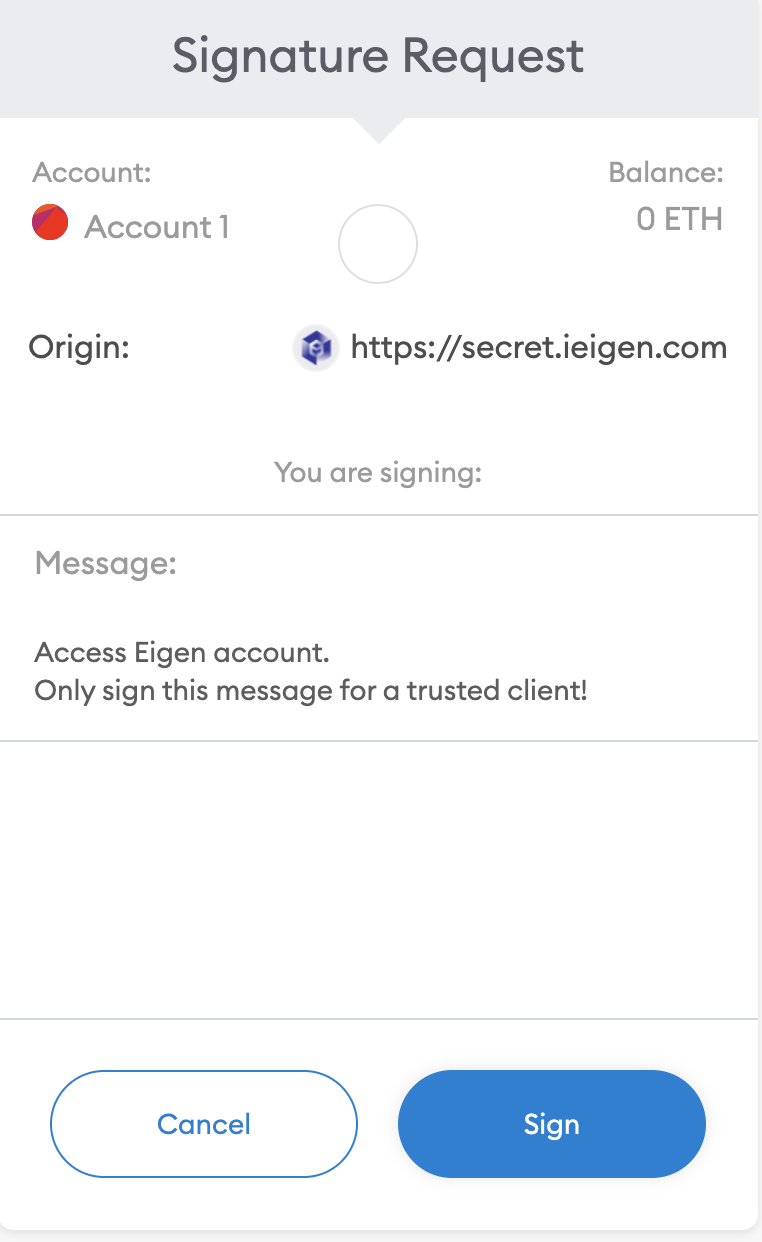 Signature Request
Account:
Balance:
Account 1
0 ETH
Origin:
https://secret.ieigen.com
You are signing:
Message:
Access Eigen account.
Only sign this message for a trusted client!
Cancel
Sign